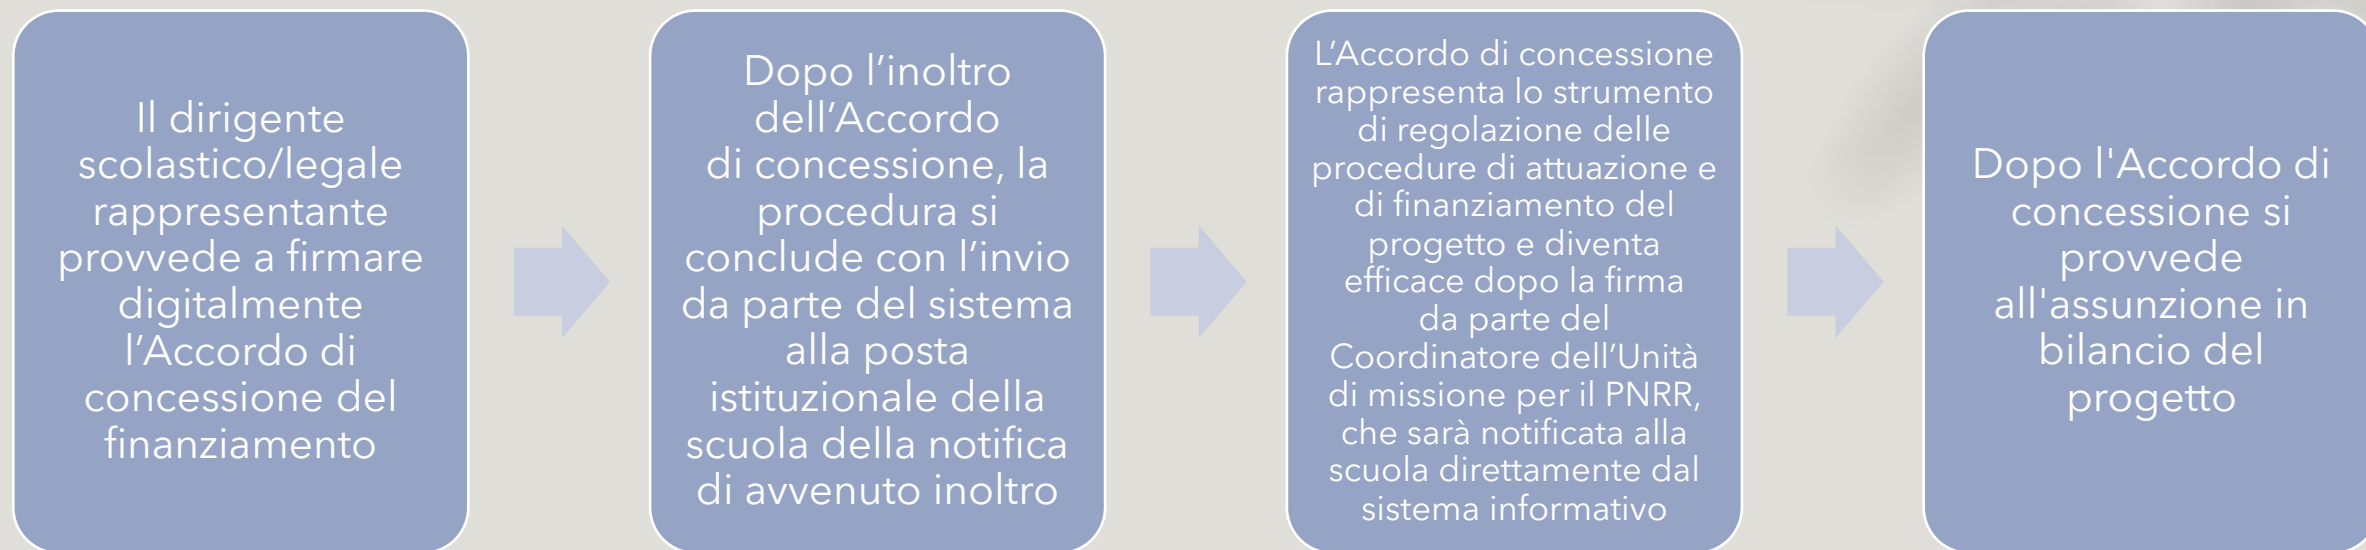 Il dirigente
scolastico/legale
rappresentante
provvede a firmare
digitalmente
l’Accordo di
concessione del
finanziamento
Dopo l’inoltro
dell’Accordo
di concessione, la
procedura si
conclude con l’invio
da parte del sistema
alla posta
istituzionale della
scuola della notifica
di avvenuto inoltro
L’Accordo di concessione
rappresenta lo strumento
di regolazione delle
procedure di attuazione e
di finanziamento del
progetto e diventa
efficace dopo la firma
da parte del
Coordinatore dell’Unità
di missione per il PNRR,
che sarà notificata alla
scuola direttamente dal
sistema informativo
Dopo l'Accordo di
concessione si
provvede
all'assunzione in
bilancio del
progetto